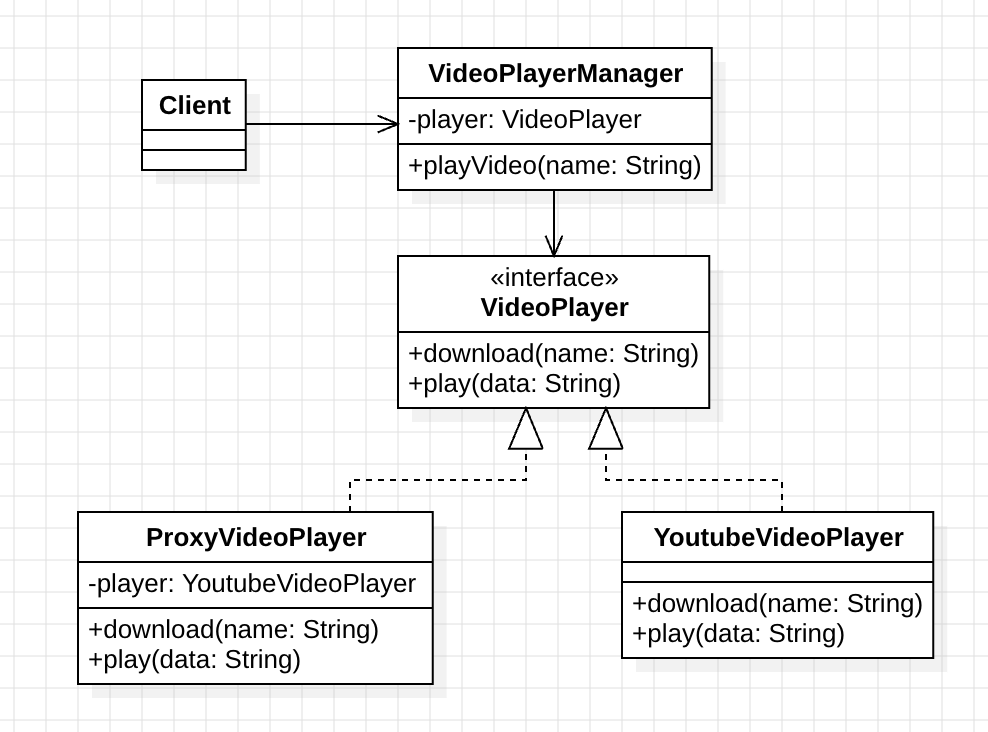 Client
VideoPlayerManager
-player: VideoPlayer
+playVideo(name: String)
«interface»
VideoPlayer
+download(name: String)
+play(data: String)
ProxyVideoPlayer
-player: YoutubeVideoPlayer
+download(name: String)
+play(data: String)
YoutubeVideoPlayer
+download(name: String)
+play(data: String)